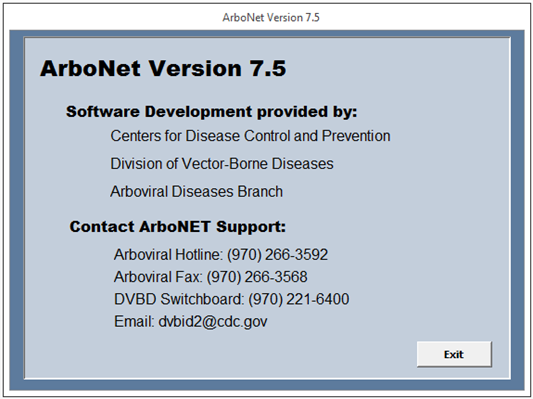 ArboNet Version 7.5
ArboNet Version 7.5
Software Development provided by:
Centers for Disease Control and Prevention
Division of Vector-Borne Diseases
Arboviral Diseases Branch
Contact ArboNET Support:
Arboviral Hotline: (970) 266-3592
Arboviral Fax: (970) 266-3568
DVBD Switchboard: (970) 221-6400
Email: dvbid2@cdc.gov
Exit